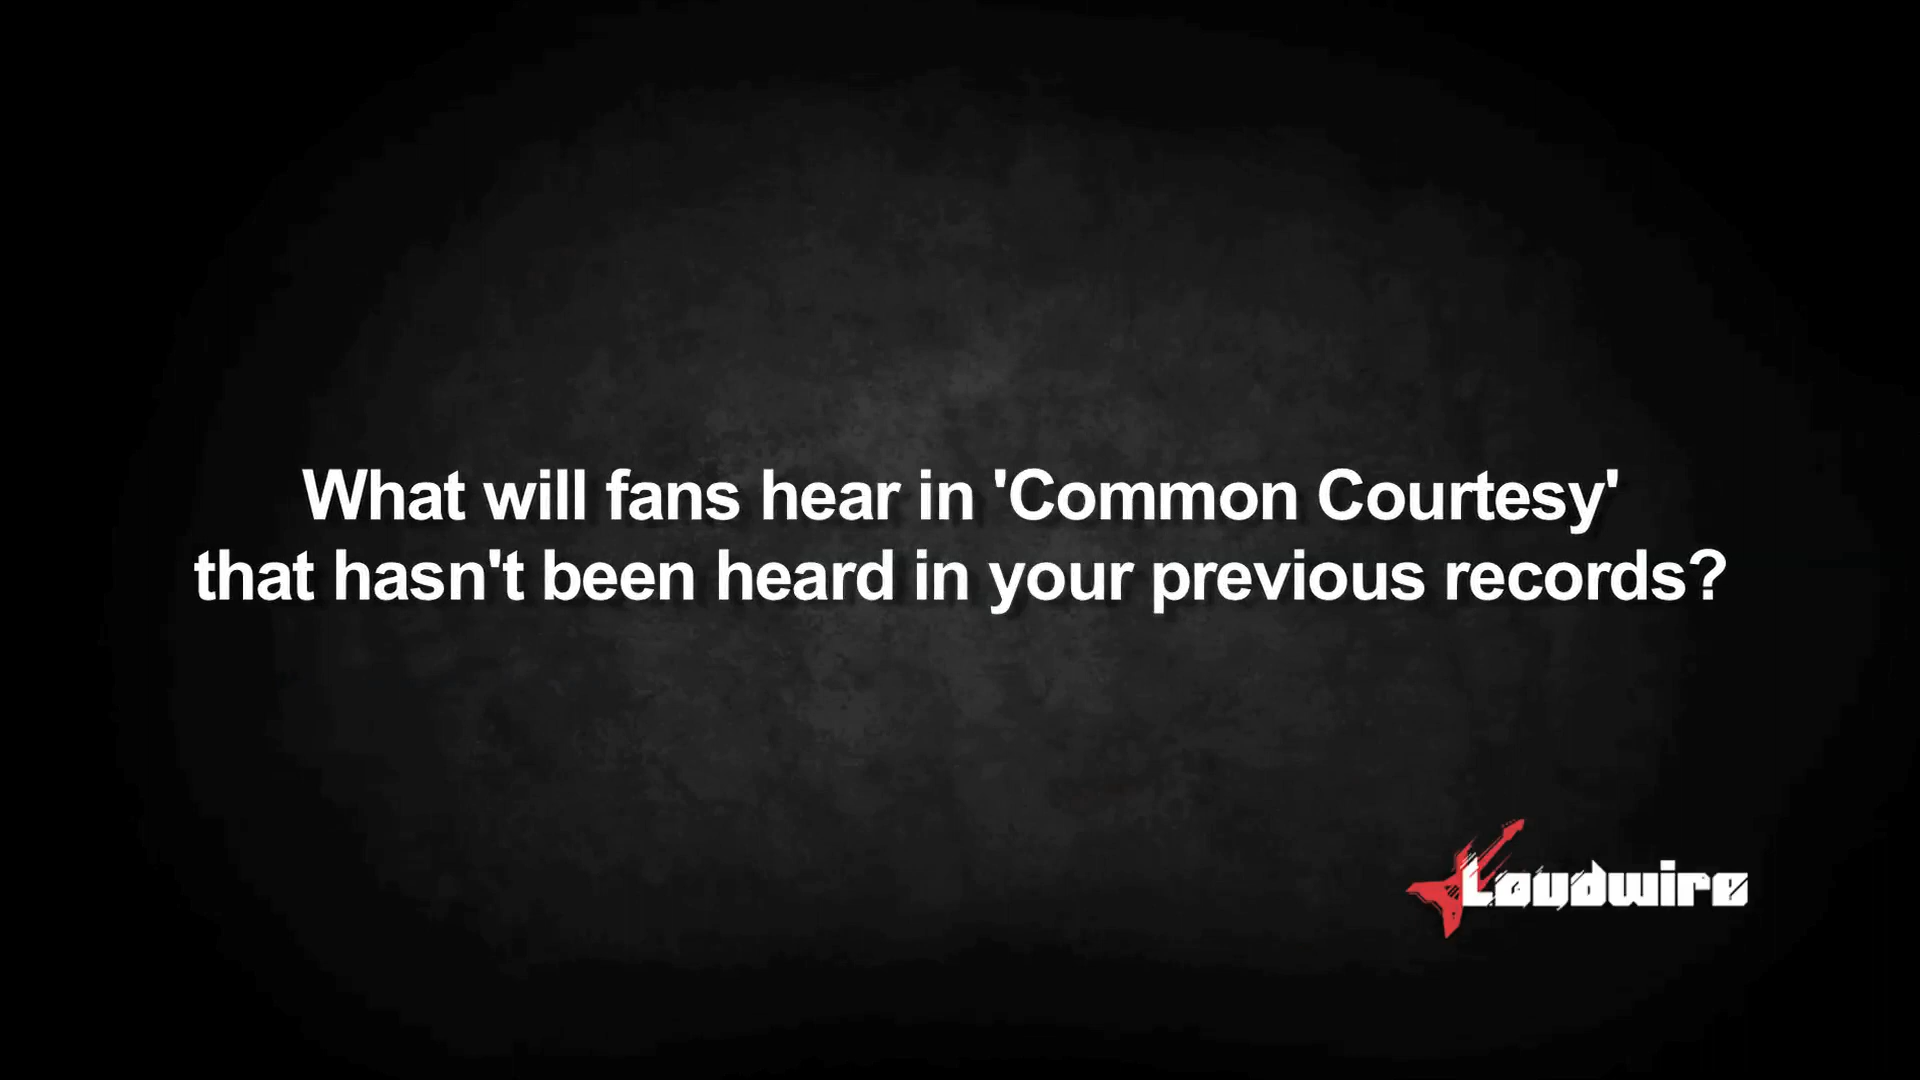 What will fans hear in 'Common Courtesy'
that hasn't been heard in your previous records?
Loudwire